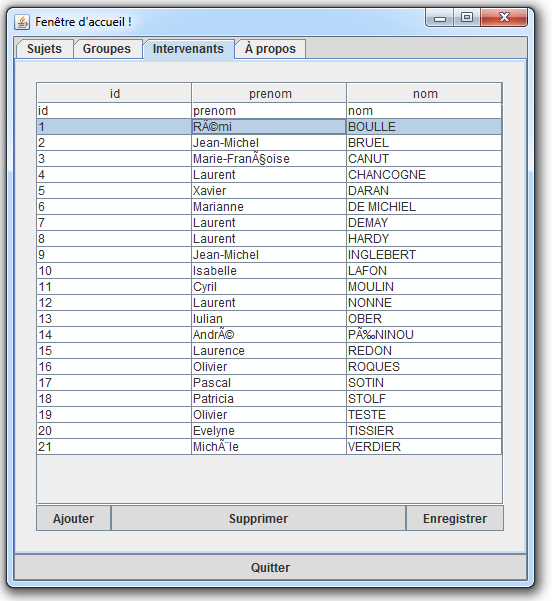 Fenêtre d'accueil !
Sujets Groupes Intervenants À propos
id prenom nom
id prenom nom
1 RÃ©mi BOULLE
2 Jean-Michel BRUEL
3 Marie-FranÃ§oise CANUT
4 Laurent CHANCOGNE
5 Xavier DARAN
6 Marianne DE MICHIEL
7 Laurent DEMAY
8 Laurent HARDY
9 Jean-Michel INGLEBERT
10 Isabelle LAFON
11 Cyril MOULIN
12 Laurent NONNE
13 Iulian OBER
14 AndrÃ© PÃ‰NINOU
15 Laurence REDON
16 Olivier ROQUES
17 Pascal SOTIN
18 Patricia STOLF
19 Olivier TESTE
20 Evelyne TISSIER
21 MichÃ¨le VERDIER
Ajouter Supprimer Enregistrer
Quitter